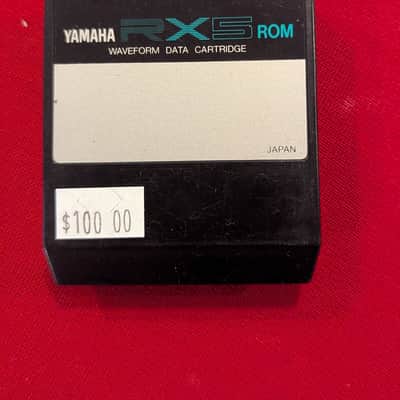 YAMAHA RX5 ROM
WAVEFORM DATA CARTRIDGE
JAPAN
$100 00